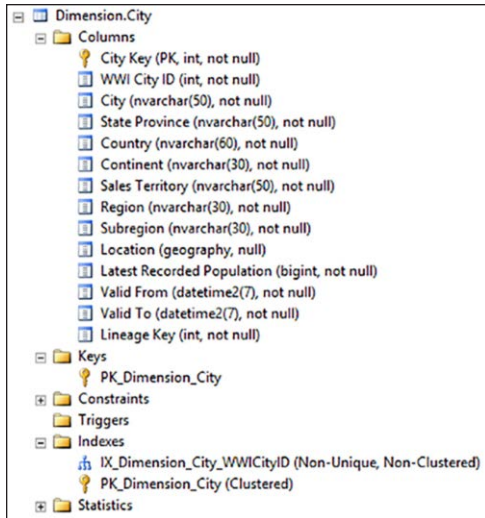 Dimension.City
Columns
City Key (PK, int, not null)
WWI City ID (int, not null)
City (nvarchar(50), not null)
State Province (nvarchar(50), not null)
Country (nvarchar(60), not null)
Continent (nvarchar(30), not null)
Sales Territory (nvarchar(50), not null)
Region (nvarchar(30), not null)
Subregion (nvarchar(30), not null)
Location (geography, null)
Latest Recorded Population (bigint, not null)
Valid From (datetime2(7), not null)
Valid To (datetime2(7), not null)
Lineage Key (int, not null)
Keys
PK_Dimension_City
Constraints
Triggers
Indexes
IX_Dimension_City_WWICityID (Non-Unique, Non-Clustered)
PK_Dimension_City (Clustered)
Statistics